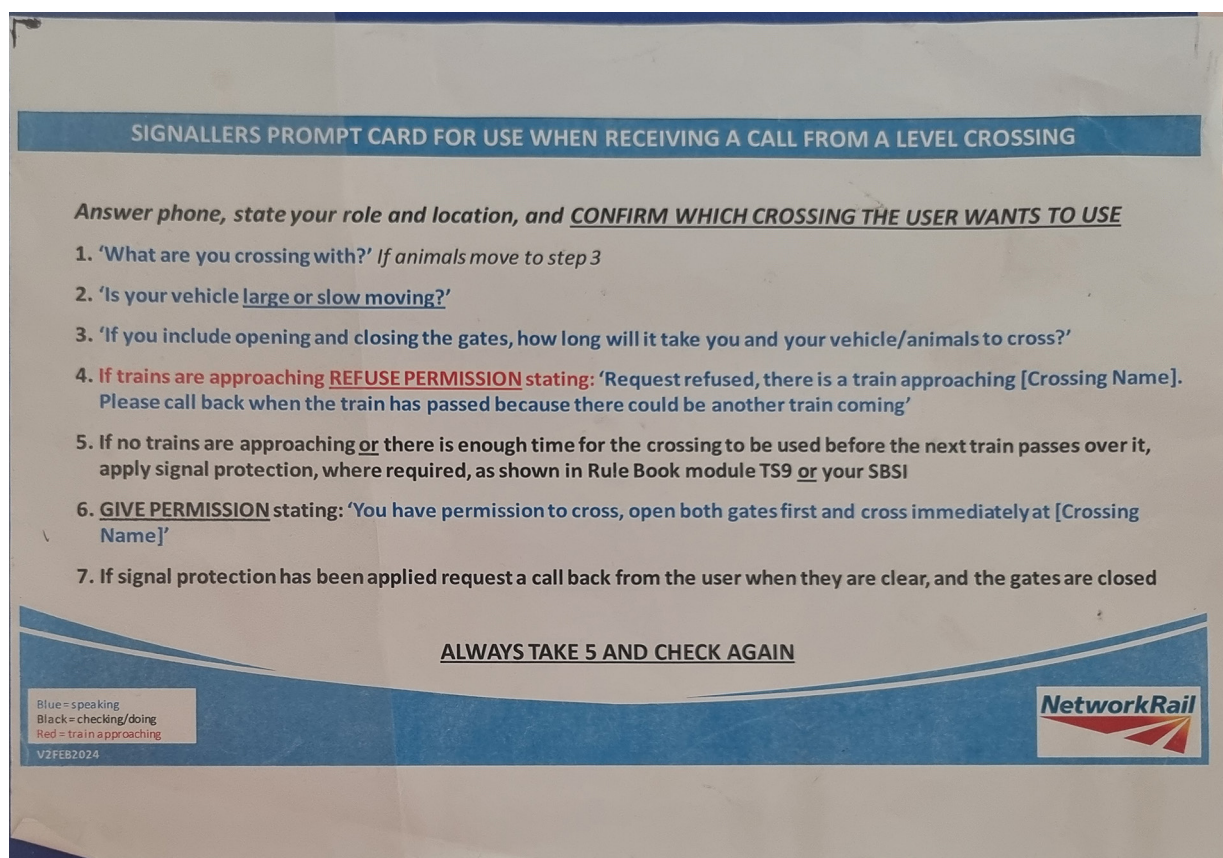 SIGNALLERS PROMPT CARD FOR USE WHEN RECEIVING A CALL FROM A LEVEL CROSSING
Answer phone, state your role and location, and CONFIRM WHICH CROSSING THE USER WANTS TO USE
1. ‘What are you crossing with?’ If animals move to step 3
2. ‘Is your vehicle large or slow moving?’
3. ‘If you include opening and closing the gates, how long will it take you and your vehicle/animals to cross?’
4. If trains are approaching REFUSE PERMISSION stating: ‘Request refused, there is a train approaching [Crossing Name].
Please call back when the train has passed because there could be another train coming’
5. If no trains are approaching or there is enough time for the crossing to be used before the next train passes over it,
apply signal protection, where required, as shown in Rule Book module TS9 or your SBSI
6. GIVE PERMISSION stating: ‘You have permission to cross, open both gates first and cross immediately at [Crossing
Name]’
7. If signal protection has been applied request a call back from the user when they are clear, and the gates are closed
ALWAYS TAKE 5 AND CHECK AGAIN
Blue = speaking
Black = checking/doing
Red = train approaching
V2FEB2024
NetworkRail